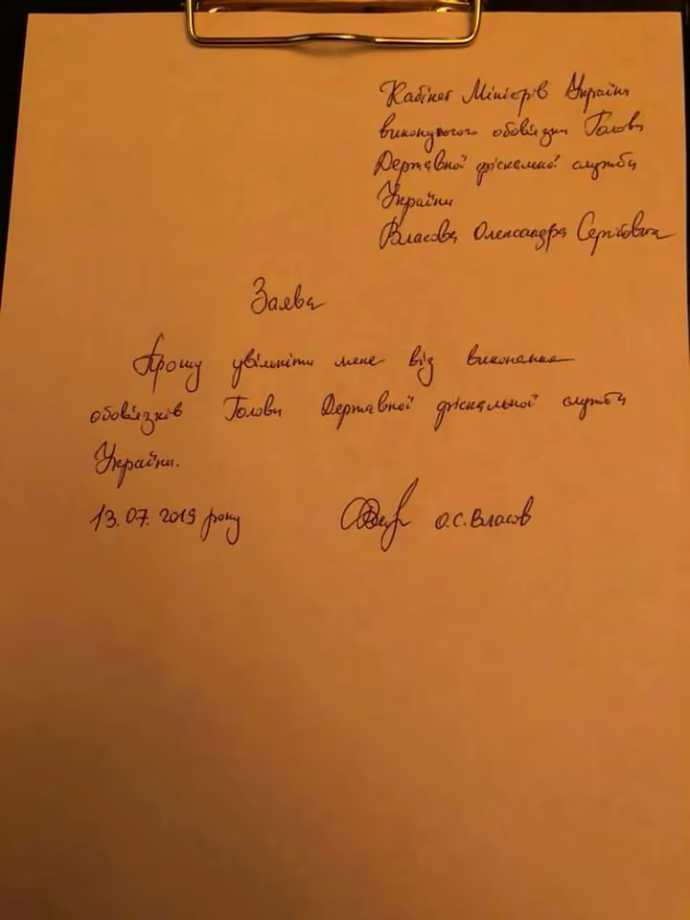 Кабінет Міністрів України
виконуючого обов'язки Голови
Державної фіскальної служби
України
Власова Олександра Сергійовича
Заява
Прошу увільнити мене від виконання
обов'язків Голови Державної фіскальної служби
України.
13.07.2019 року О.С. Власов